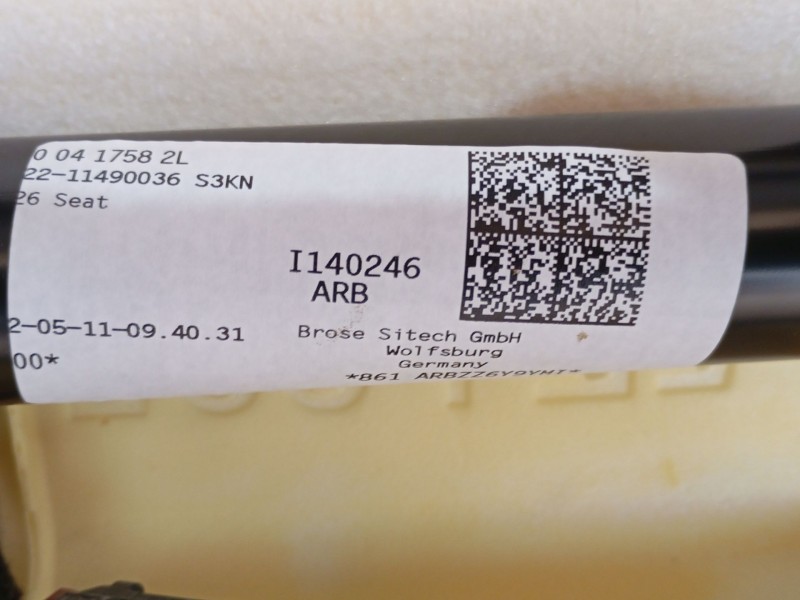 0 04 1758 2L
22-11490036 S3KN
26 Seat
I140246
ARB
2-05-11-09.40.31
00*
Brose Sitech GmbH
Wolfsburg
Germany
*B61